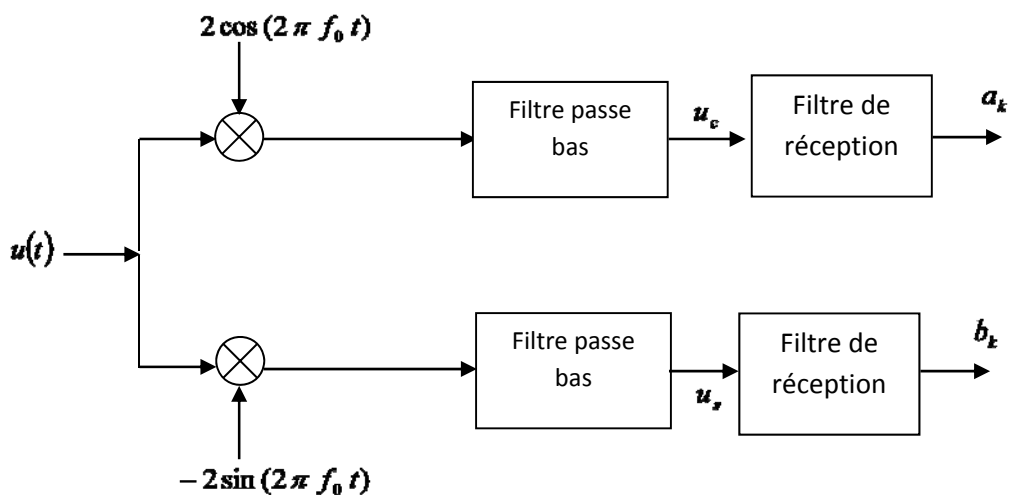 2 cos (2 π f₀ t)
Filtre passe
bas
u_c
Filtre de
réception
a_k
u(t)
Filtre passe
bas
u_s
Filtre de
réception
b_k
− 2 sin (2 π f₀ t)